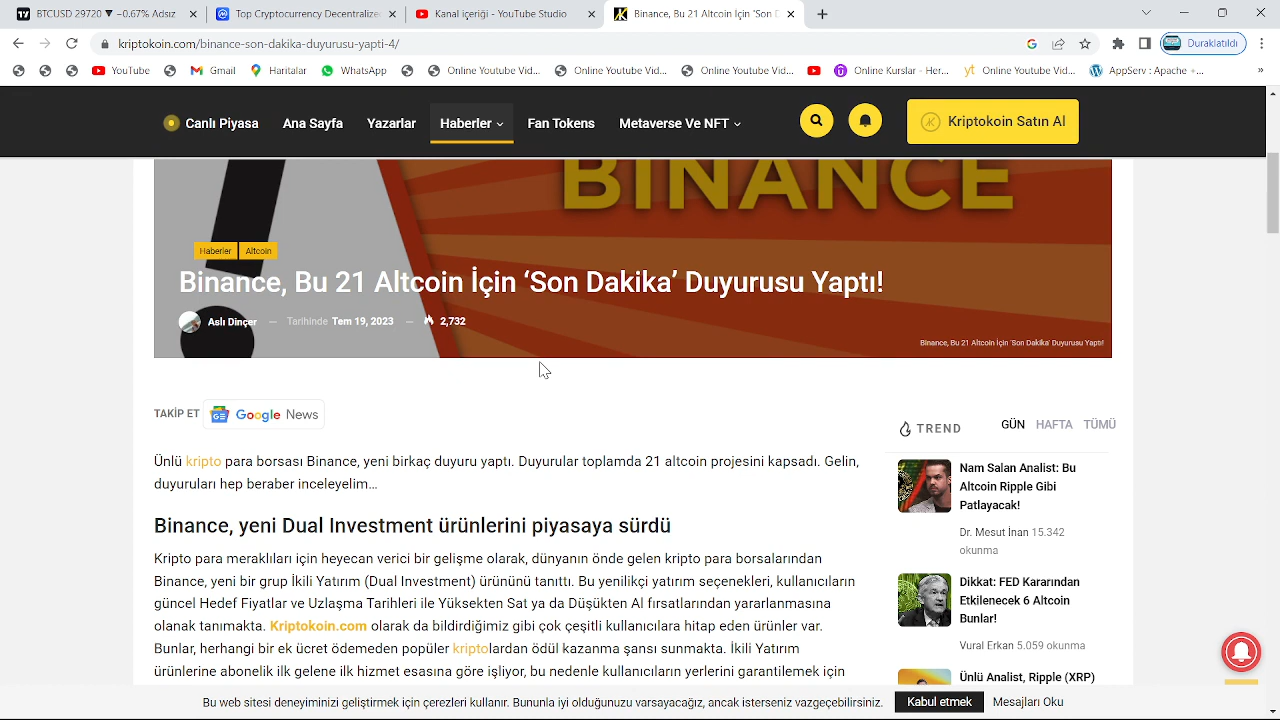 BTCUSD 29720 ▼ −0.67% Adsız
Top Cryptocurrency Decentralize
Kanal içeriği - YouTube Studio
Binance, Bu 21 Altcoin İçin 'Son D
kriptokoin.com/binance-son-dakika-duyurusu-yapti-4/
Duraklatıldı
YouTube
Gmail
Haritalar
WhatsApp
Online Youtube Vid...
Online Youtube Vid...
Online Youtube Vid...
Online Kurslar - Her...
yt Online Youtube Vid...
AppServ : Apache +...
»
Canlı Piyasa
Ana Sayfa
Yazarlar
Haberler
Fan Tokens
Metaverse Ve NFT
Kriptokoin Satın Al
BINANCE
Haberler
Altcoin
Binance, Bu 21 Altcoin İçin ‘Son Dakika’ Duyurusu Yaptı!
Aslı Dinçer — Tarihinde Tem 19, 2023 — 2,732
Binance, Bu 21 Altcoin İçin 'Son Dakika' Duyurusu Yaptı!
TAKİP ET Google News
Ünlü kripto para borsası Binance, yeni birkaç duyuru yaptı. Duyurular toplamda 21 altcoin projesini kapsadı. Gelin,
duyuruları hep beraber inceleyelim…
Binance, yeni Dual Investment ürünlerini piyasaya sürdü
Kripto para meraklıları için heyecan verici bir gelişme olarak, dünyanın önde gelen kripto para borsalarından
Binance, yeni bir grup İkili Yatırım (Dual Investment) ürününü tanıttı. Bu yenilikçi yatırım seçenekleri, kullanıcıların
güncel Hedef Fiyatlar ve Uzlaşma Tarihleri ile Yüksekten Sat ya da Düşükten Al fırsatlarından yararlanmasına
olanak tanıyor. Kriptokoin.com olarak da bildirdiğimiz gibi çok çeşitli kullanıcılara hitap eden ürünler var.
Bunlar, herhangi bir ek ücret ödemeden popüler kriptolardan ödül kazanma şansı sunmakta. İkili Yatırım
ürünlerine abonelik ilk gelene ilk hizmet esasına göre işliyor, bu nedenle kullanıcıların yerlerini garantilemek için
TREND
GÜN
HAFTA
TÜMÜ
Nam Salan Analist: Bu
Altcoin Ripple Gibi
Patlayacak!
Dr. Mesut İnan 15.342
okunma
Dikkat: FED Kararından
Etkilenecek 6 Altcoin
Bunlar!
Vural Erkan 5.059 okunma
Ünlü Analist, Ripple (XRP)
Bu web sitesi deneyiminizi geliştirmek için çerezleri kullanır. Bununla iyi olduğunuzu varsayacağız, ancak isterseniz vazgeçebilirsiniz.
Kabul etmek
Mesajları Oku